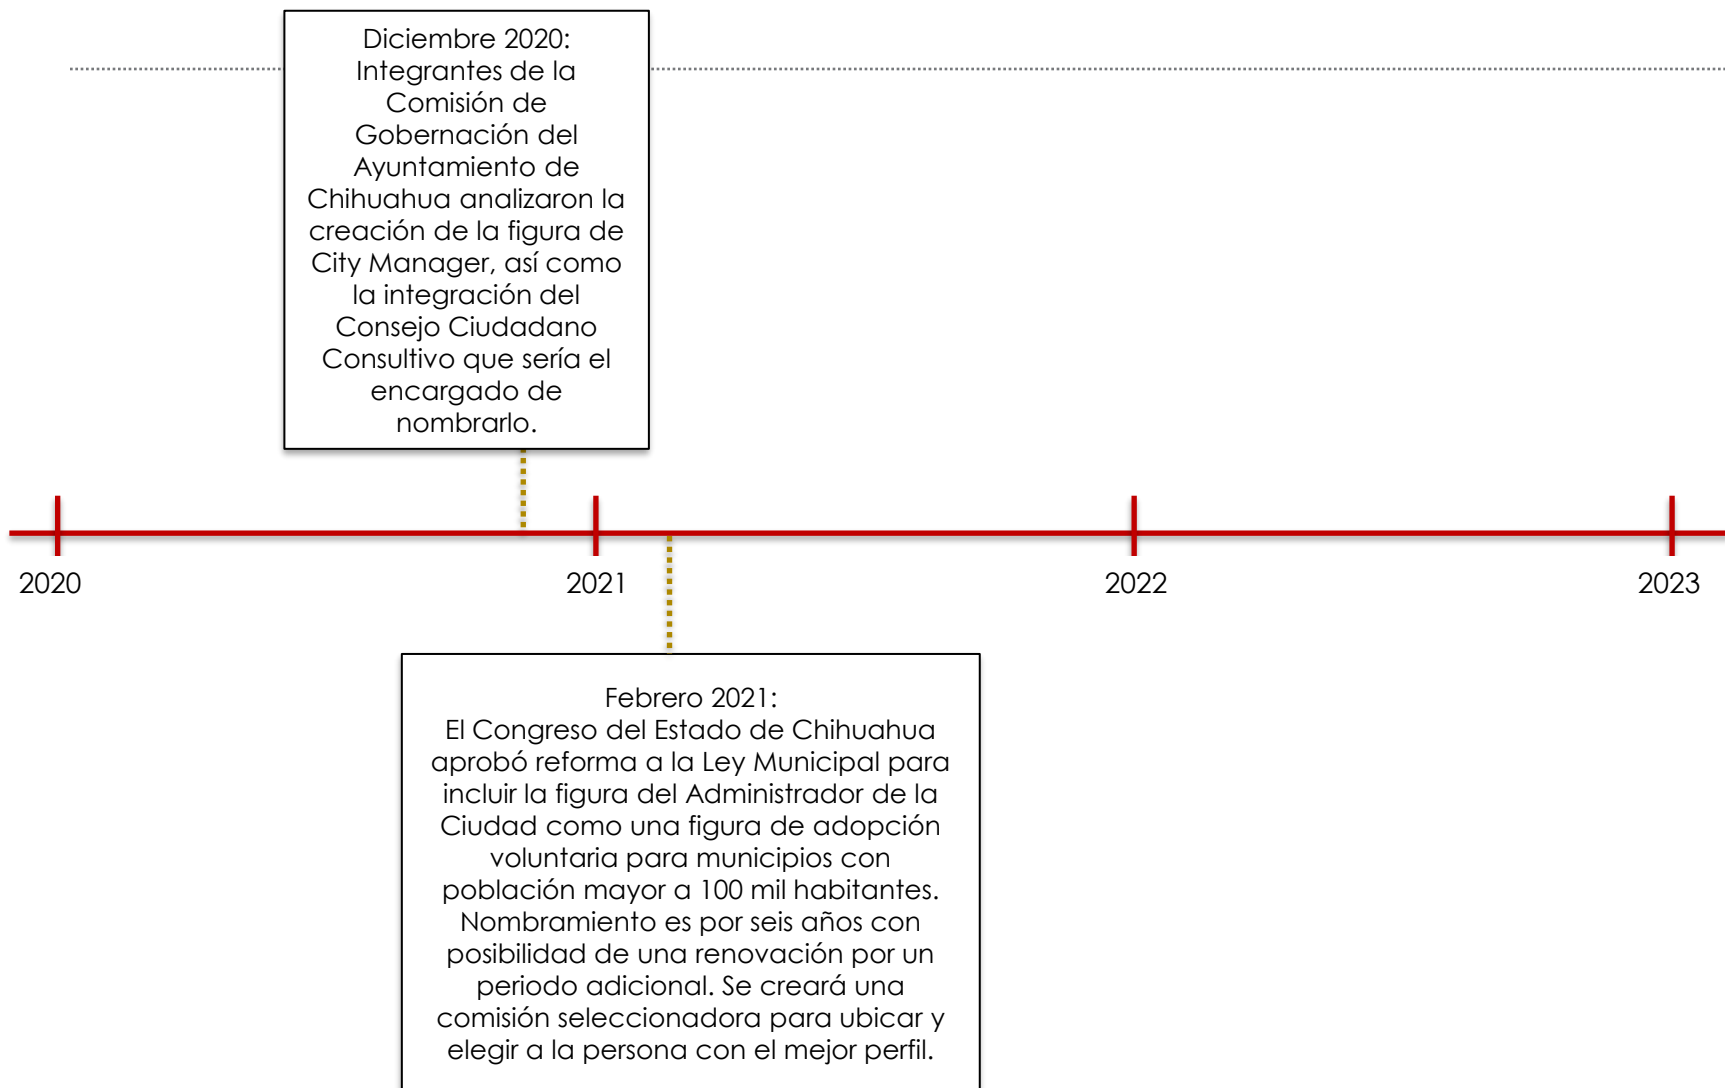 Diciembre 2020:
Integrantes de la
Comisión de
Gobernación del
Ayuntamiento de
Chihuahua analizaron la
creación de la figura de
City Manager, así como
la integración del
Consejo Ciudadano
Consultivo que sería el
encargado de
nombrarlo.
2020
2021
2022
2023
Febrero 2021:
El Congreso del Estado de Chihuahua
aprobó reforma a la Ley Municipal para
incluir la figura del Administrador de la
Ciudad como una figura de adopción
voluntaria para municipios con
población mayor a 100 mil habitantes.
Nombramiento es por seis años con
posibilidad de una renovación por un
periodo adicional. Se creará una
comisión seleccionadora para ubicar y
elegir a la persona con el mejor perfil.